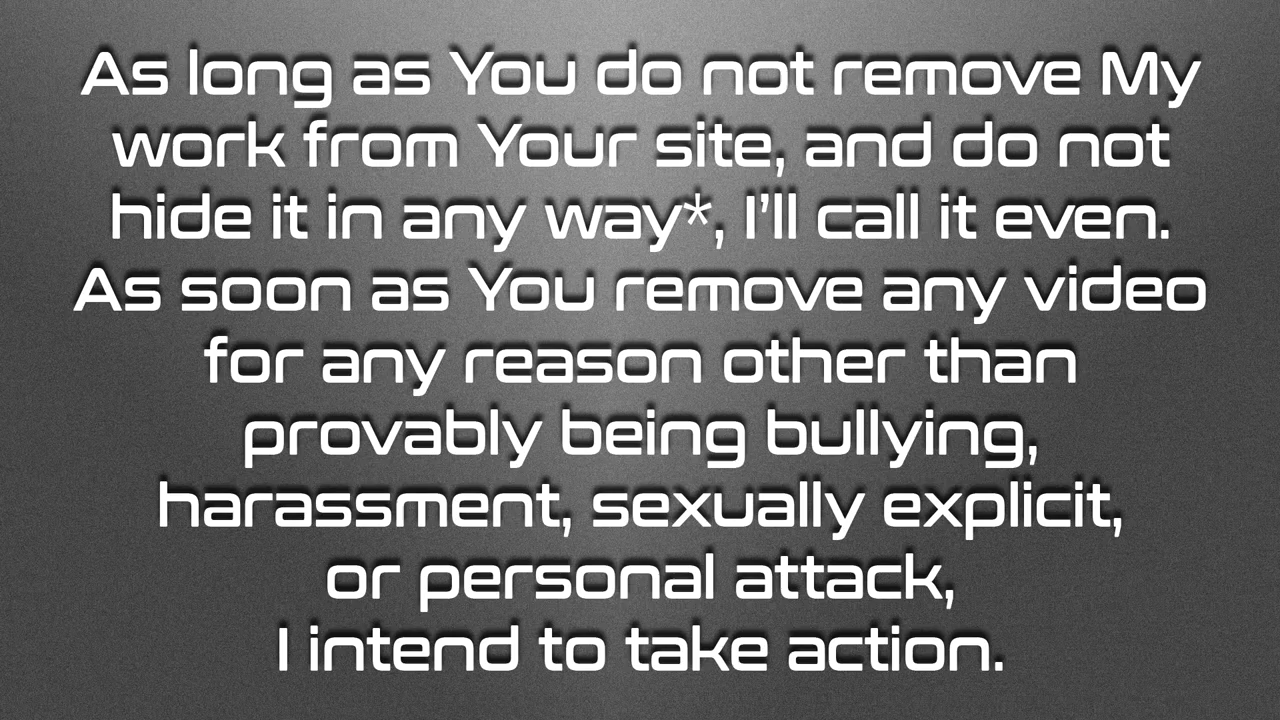 As long as You do not remove My
work from Your site, and do not
hide it in any way*, I'll call it even.
As soon as You remove any video
for any reason other than
provably being bullying,
harassment, sexually explicit,
or personal attack,
I intend to take action.